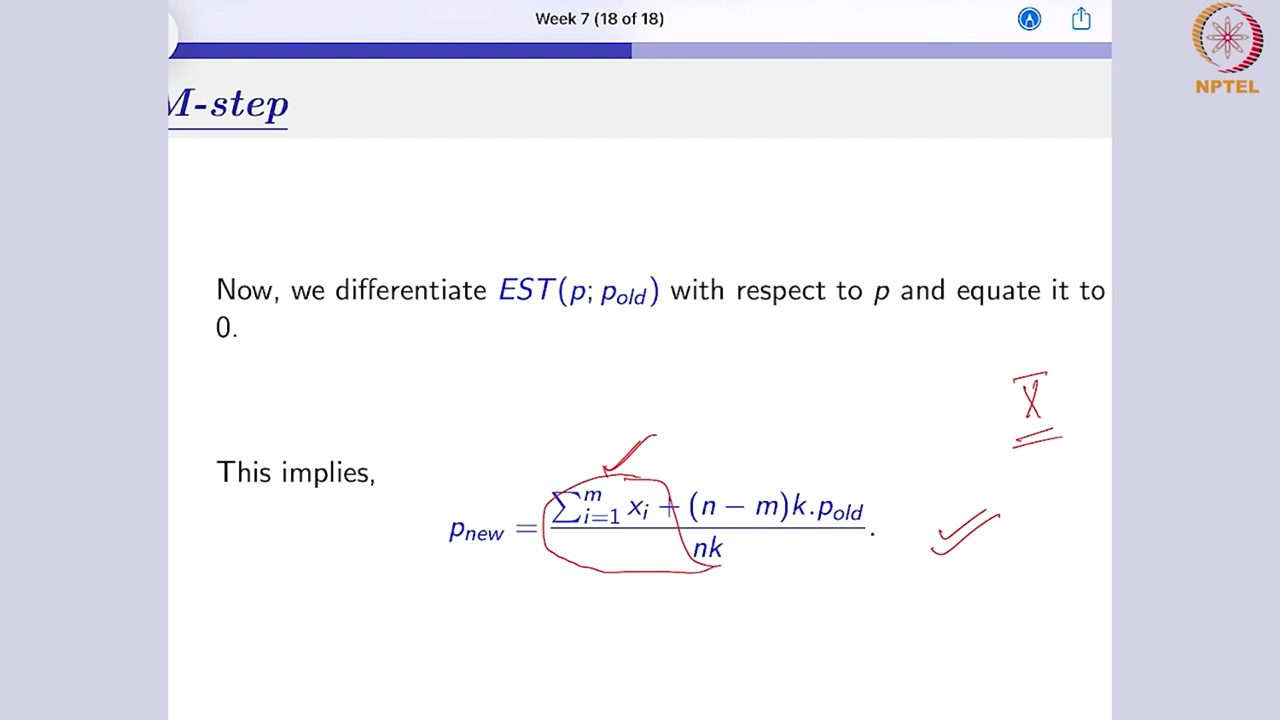 Week 7 (18 of 18)
NPTEL
M-step
Now, we differentiate EST(p; p_old) with respect to p and equate it to
0.
X̄
This implies,
p_new = (∑_{i=1}^{m} x_i + (n − m)k.p_old) / nk.